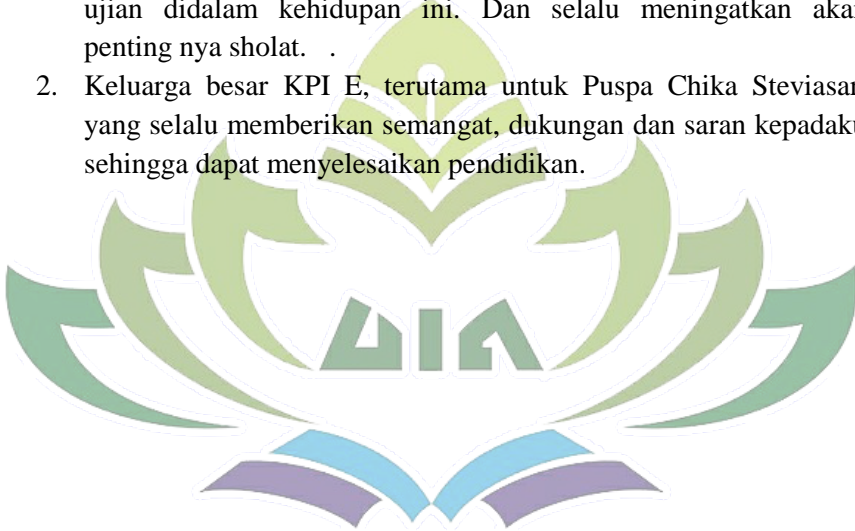 ujian didalam kehidupan ini. Dan selalu meningatkan akan
penting nya sholat. .
2. Keluarga besar KPI E, terutama untuk Puspa Chika Steviasari
yang selalu memberikan semangat, dukungan dan saran kepadaku
sehingga dapat menyelesaikan pendidikan.
UIN